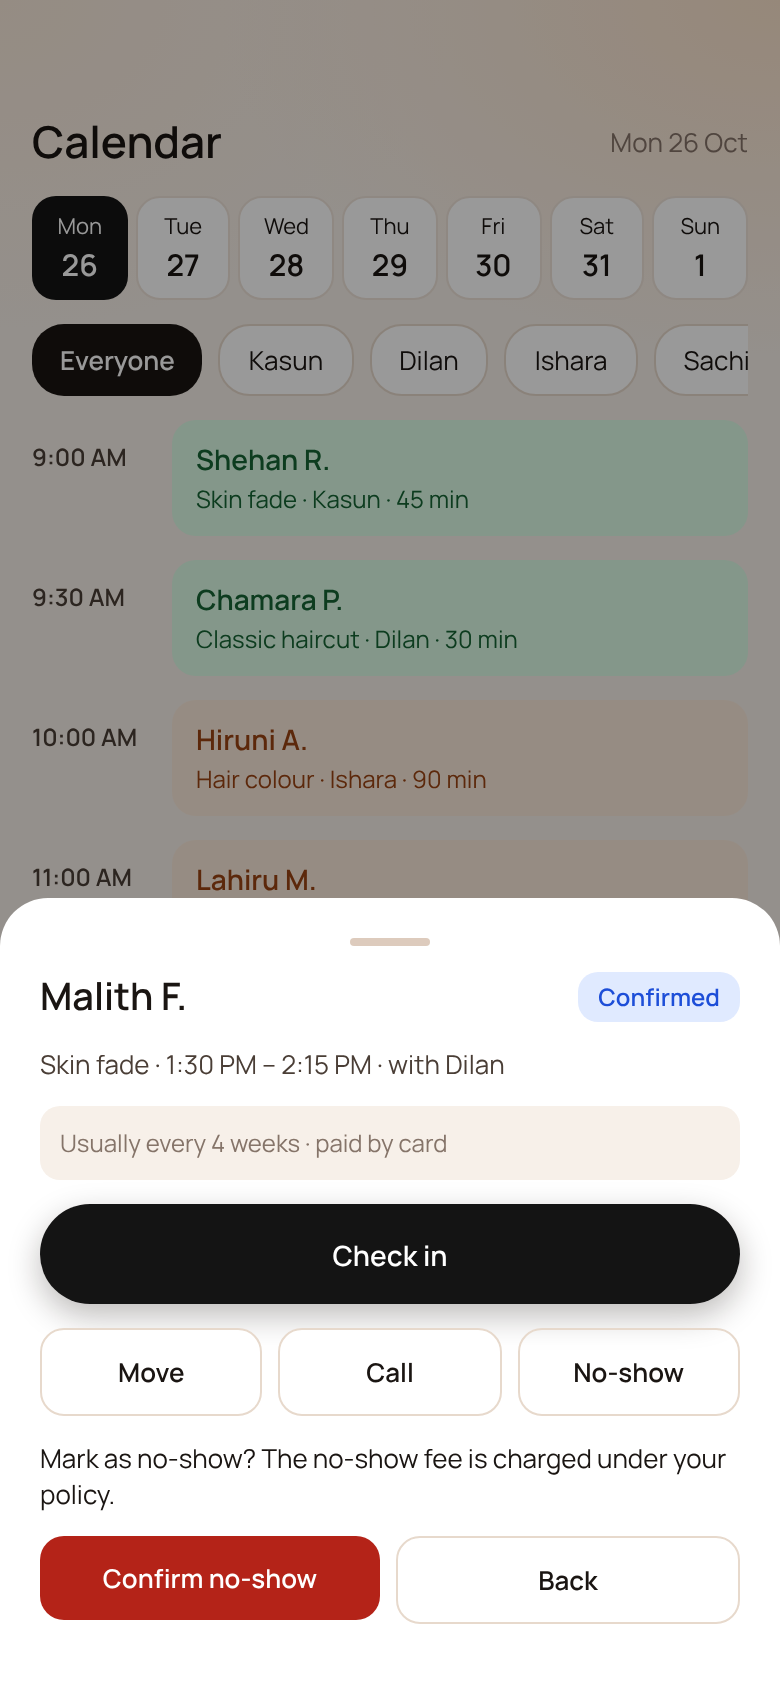 Calendar
Mon 26 Oct
Mon
26
Tue
27
Wed
28
Thu
29
Fri
30
Sat
31
Sun
1
Everyone
Kasun
Dilan
Ishara
Sachi
9:00 AM
Shehan R.
Skin fade · Kasun · 45 min
9:30 AM
Chamara P.
Classic haircut · Dilan · 30 min
10:00 AM
Hiruni A.
Hair colour · Ishara · 90 min
11:00 AM
Lahiru M.
Malith F.
Confirmed
Skin fade · 1:30 PM – 2:15 PM · with Dilan
Usually every 4 weeks · paid by card
Check in
Move
Call
No-show
Mark as no-show? The no-show fee is charged under your
policy.
Confirm no-show
Back